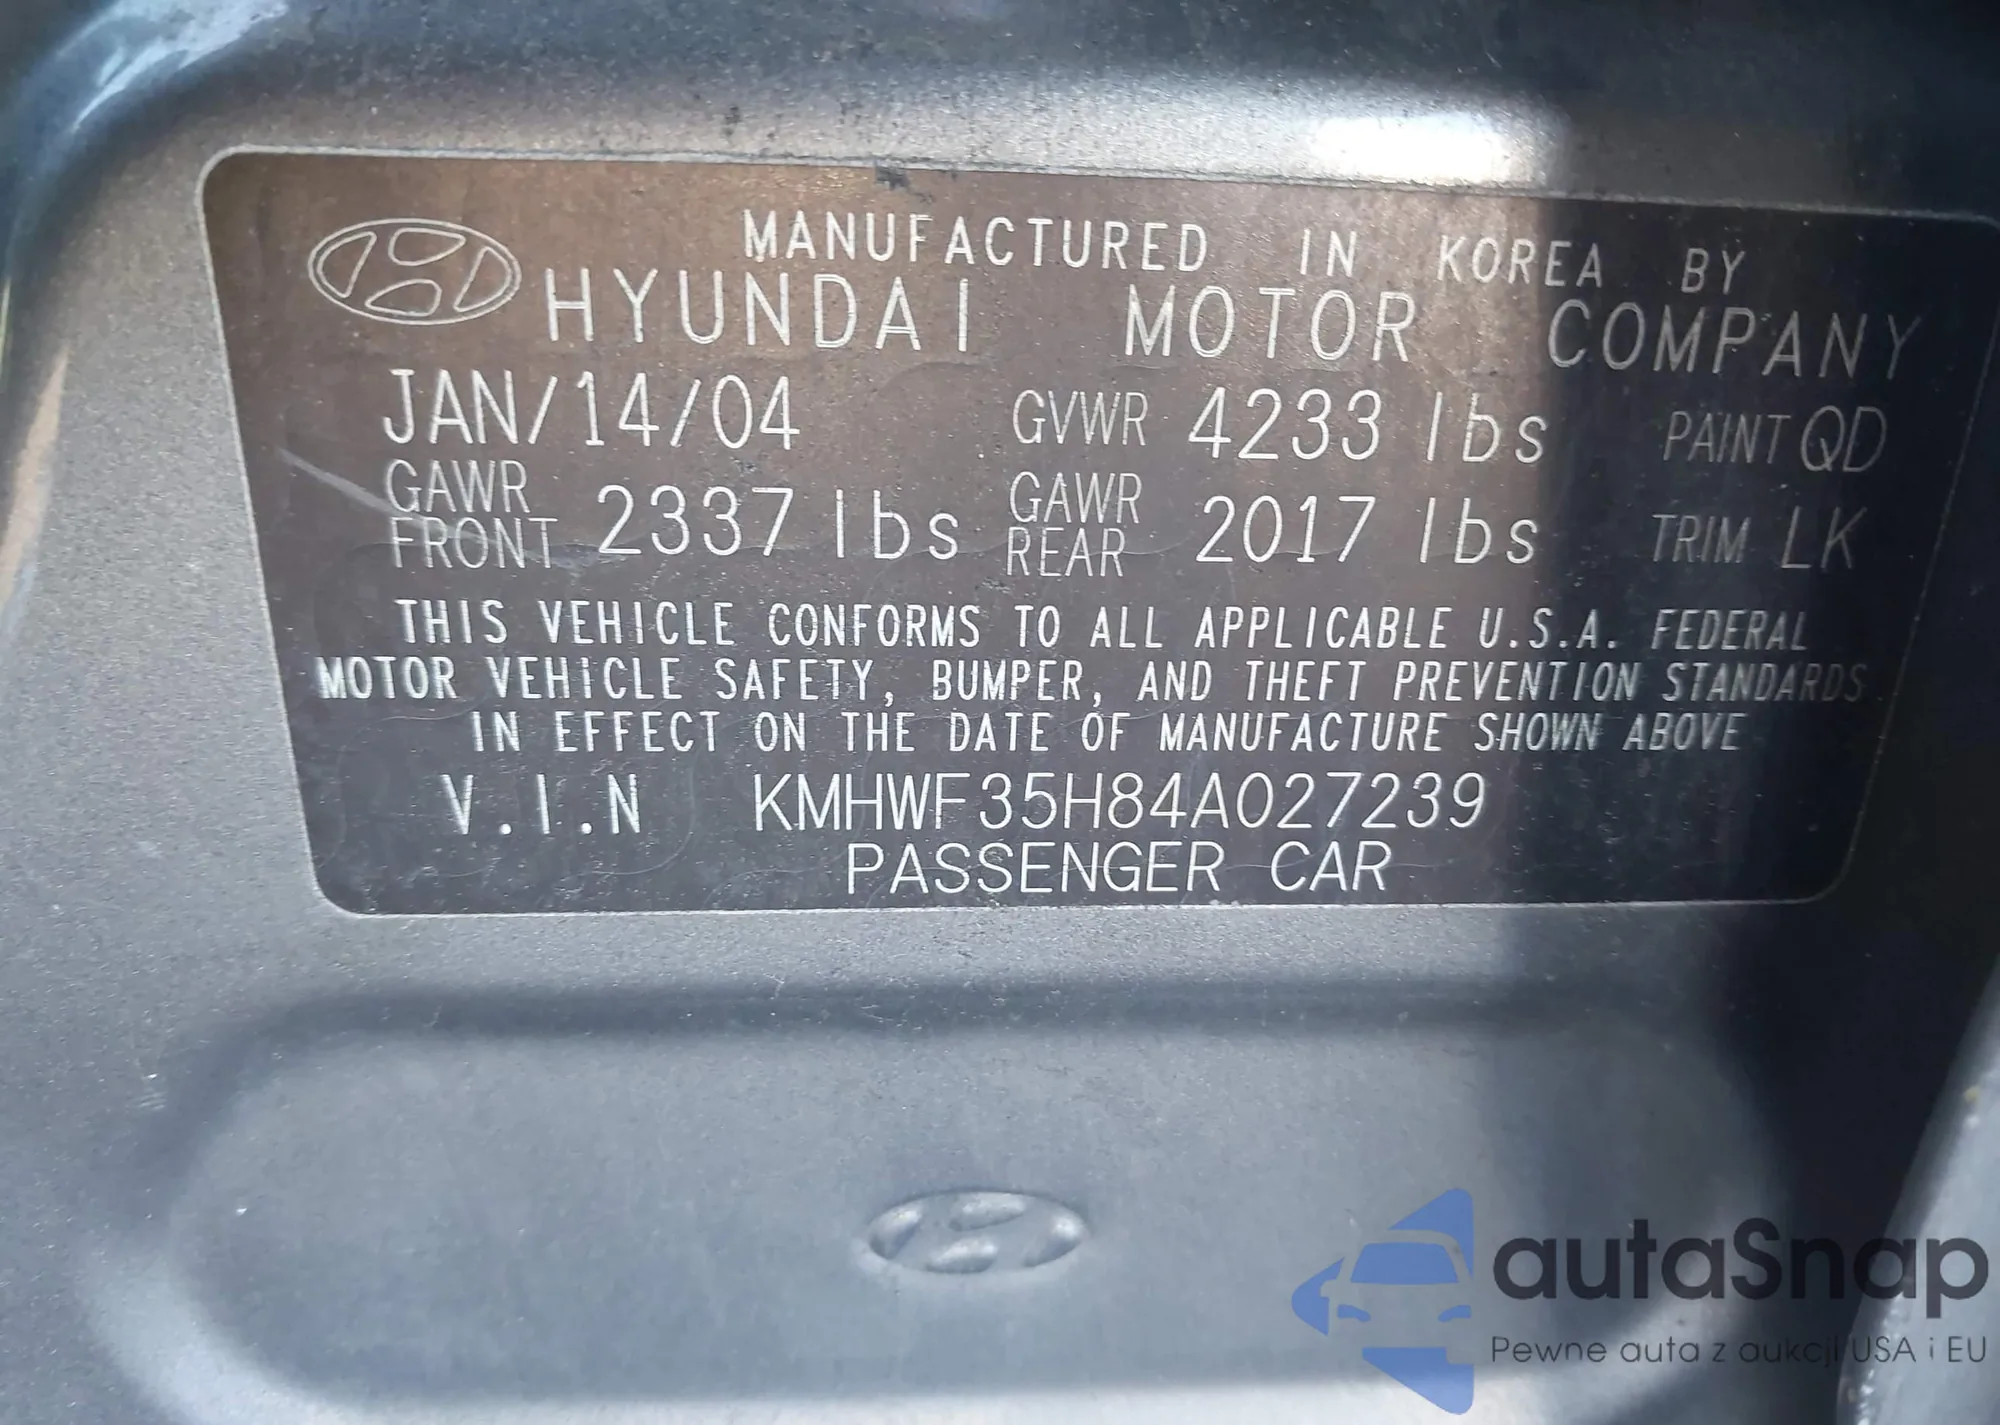 MANUFACTURED IN KOREA BY
HYUNDAI MOTOR COMPANY
JAN/14/04 GVWR 4233 lbs PAINT QD
GAWR FRONT 2337 lbs GAWR REAR 2017 lbs TRIM LK
THIS VEHICLE CONFORMS TO ALL APPLICABLE U.S.A. FEDERAL
MOTOR VEHICLE SAFETY, BUMPER, AND THEFT PREVENTION STANDARDS
IN EFFECT ON THE DATE OF MANUFACTURE SHOWN ABOVE
V.I.N KMHWF35H84A027239
PASSENGER CAR
autaSnap
Pewne auta z aukcji USA i EU